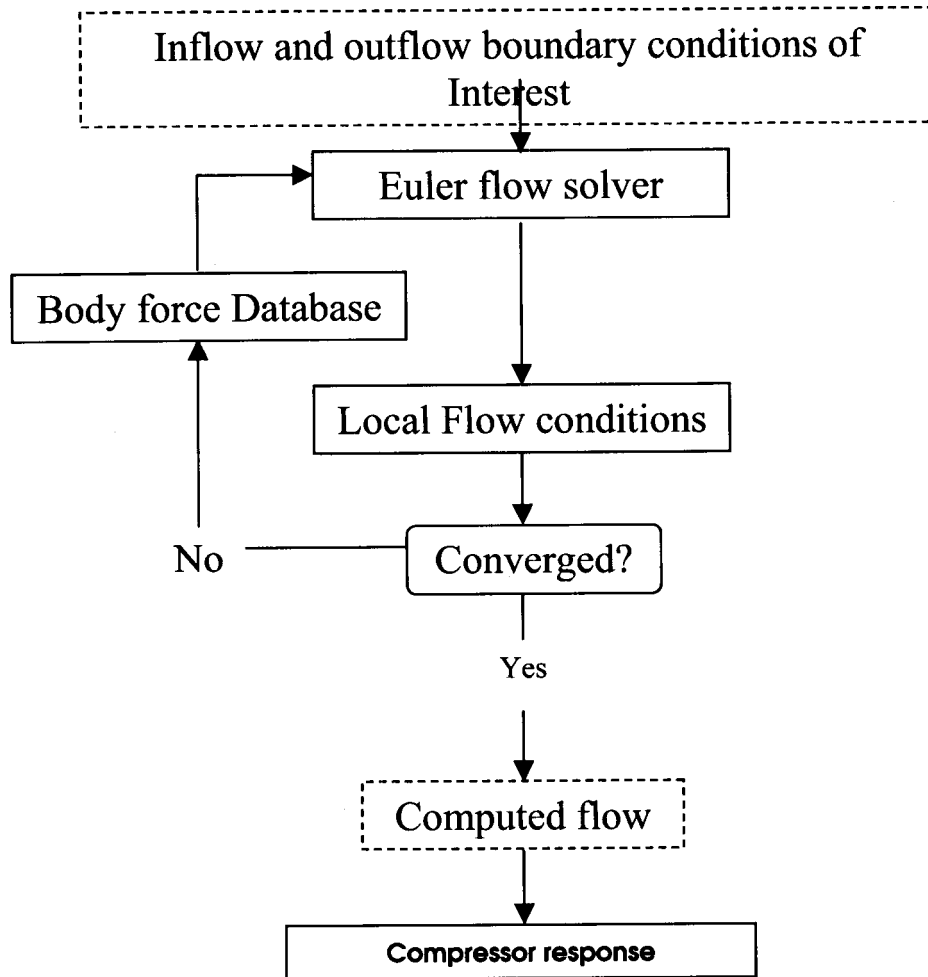 Inflow and outflow boundary conditions of
Interest
Euler flow solver
Body force Database
Local Flow conditions
No
Converged?
Yes
Computed flow
Compressor response